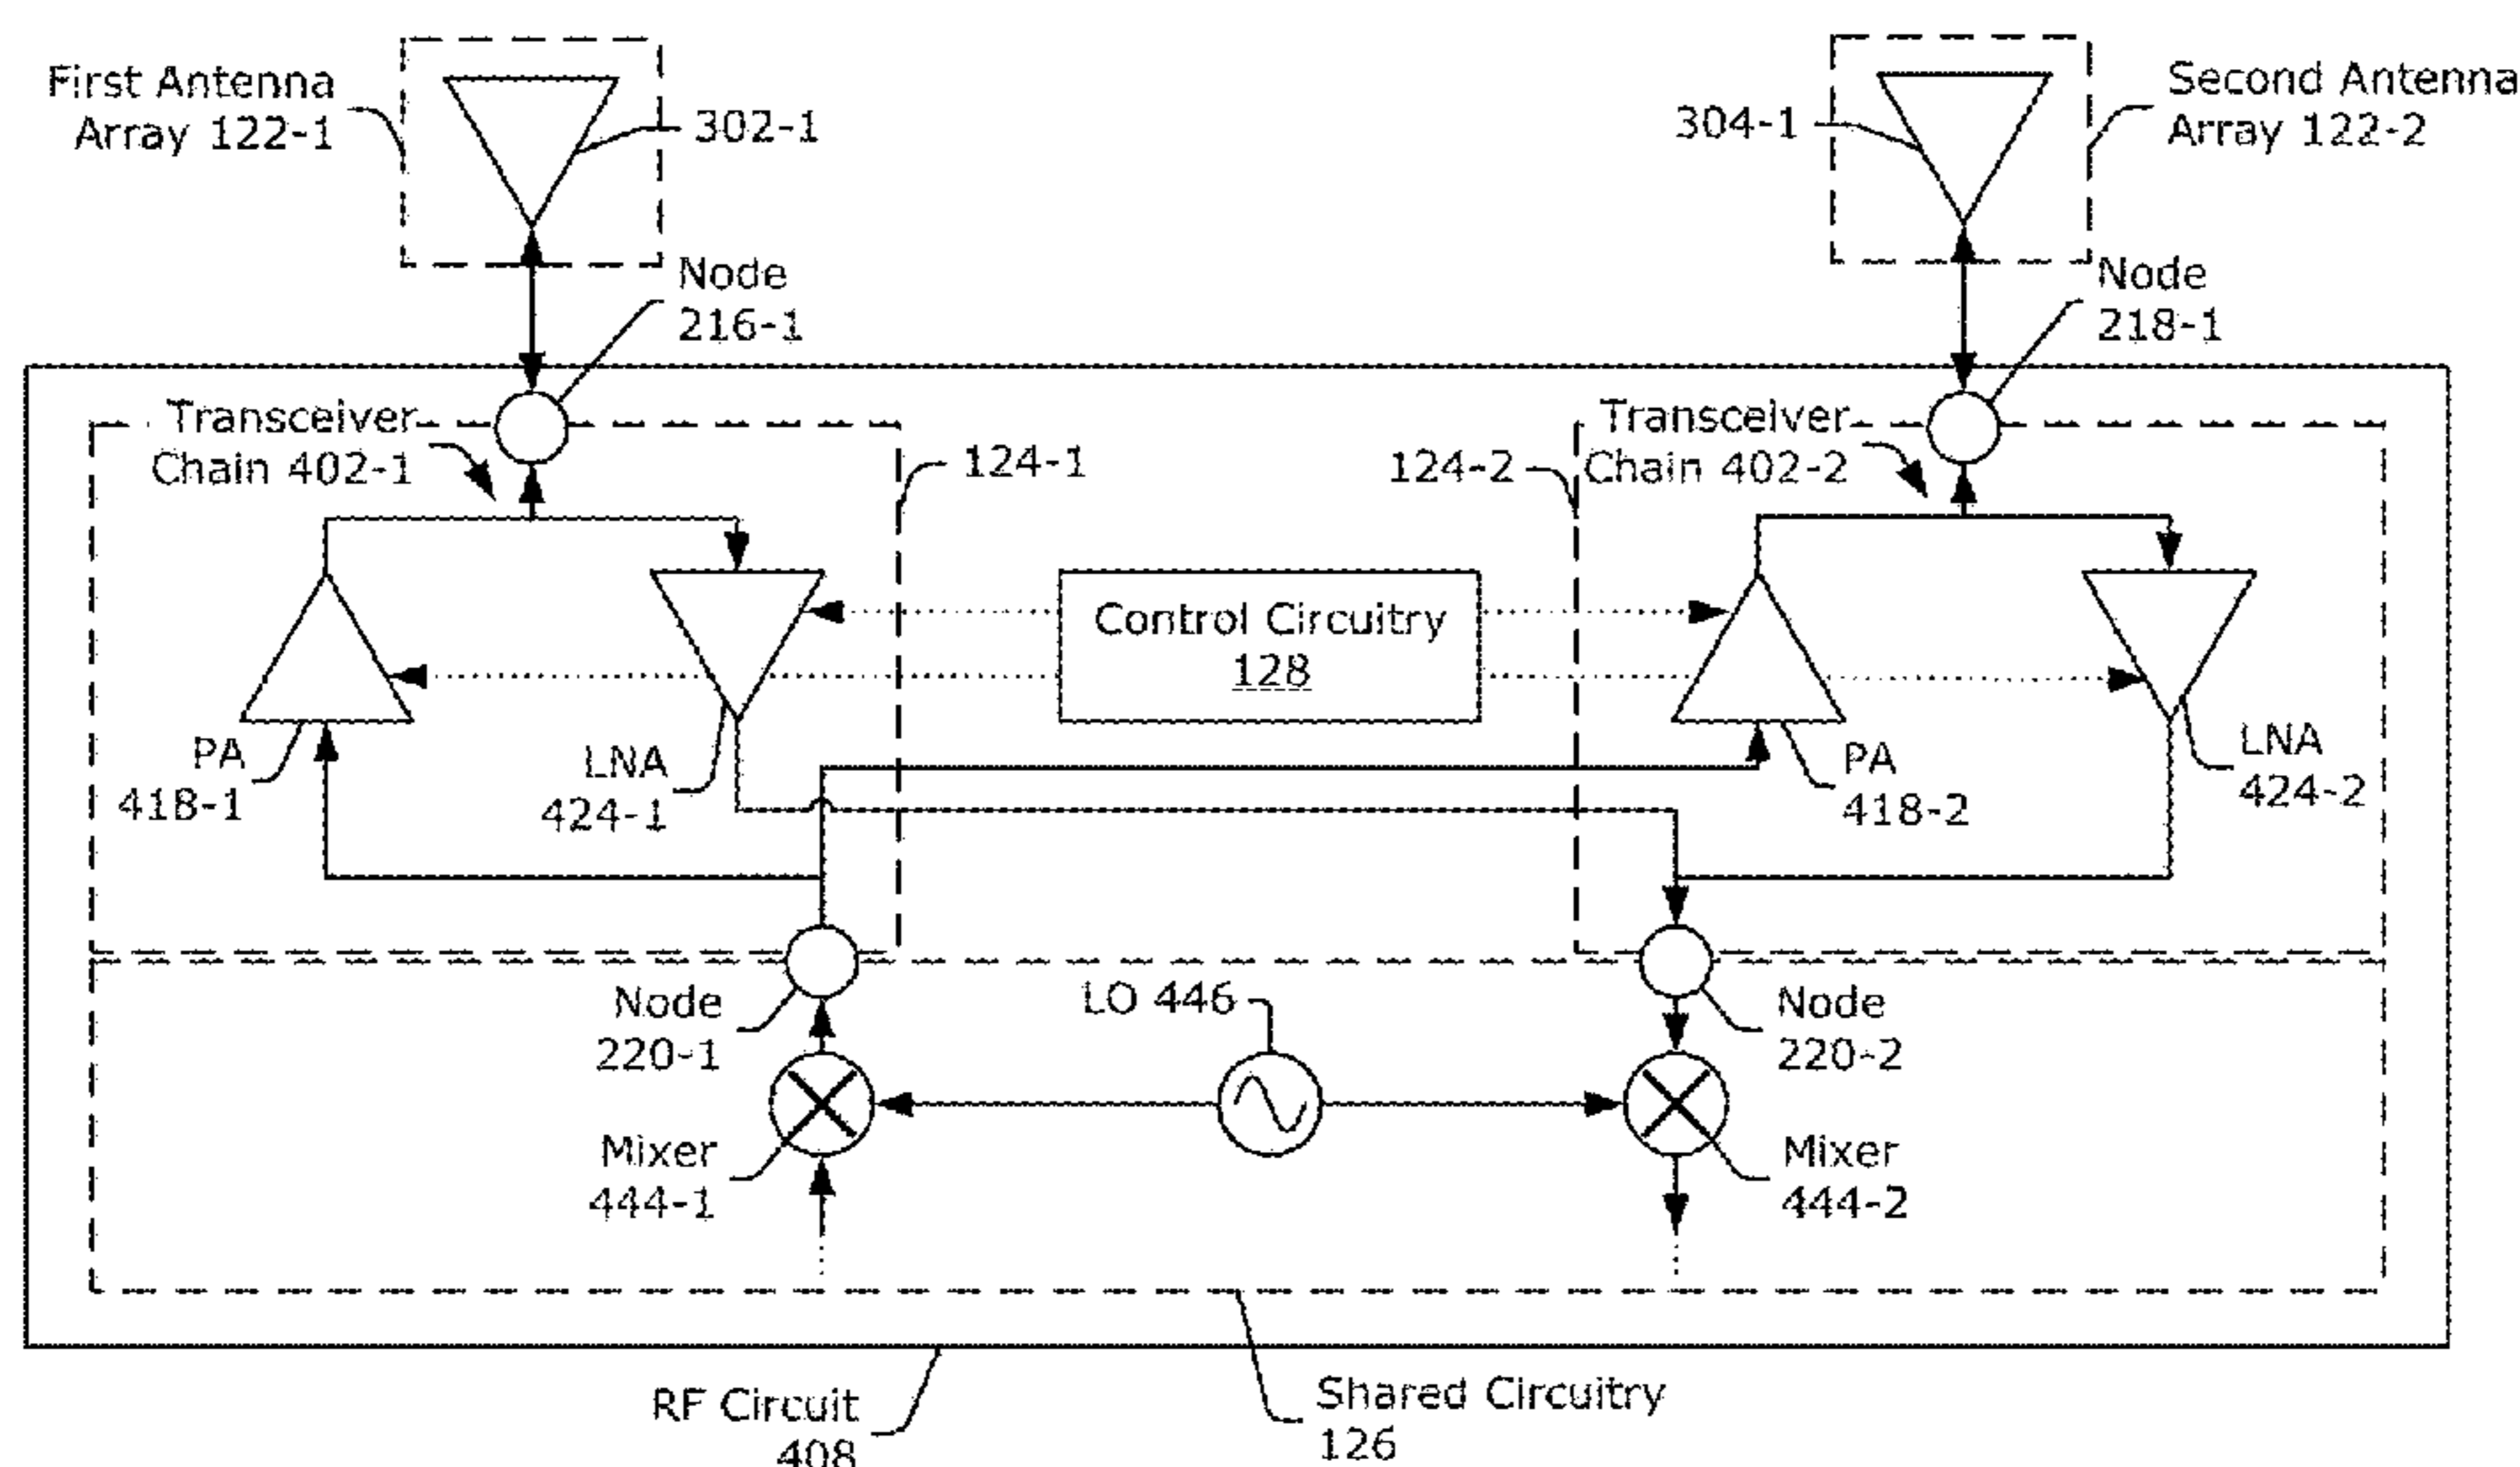 First Antenna
Array 122-1
302-1
304-1
Second Antenna
Array 122-2
Node
216-1
Node
218-1
Transceiver
Chain 402-1
124-1
124-2
Transceiver
Chain 402-2
Control Circuitry
128
PA
418-1
LNA
424-1
PA
418-2
LNA
424-2
Node
220-1
LO 446
Node
220-2
Mixer
444-1
Mixer
444-2
RF Circuit
408
Shared Circuitry
126